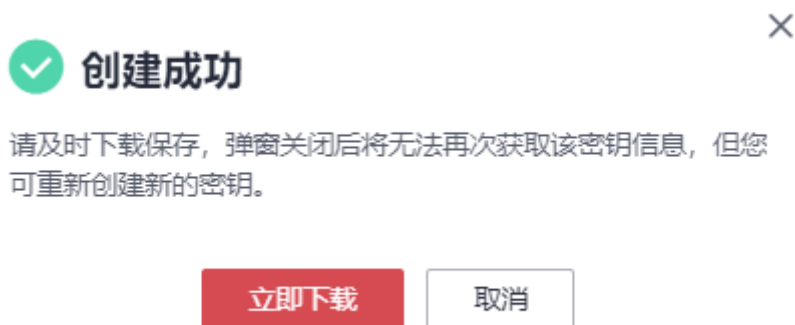 创建成功
请及时下载保存，弹窗关闭后将无法再次获取该密钥信息，但您
可重新创建新的密钥。
立即下载
取消